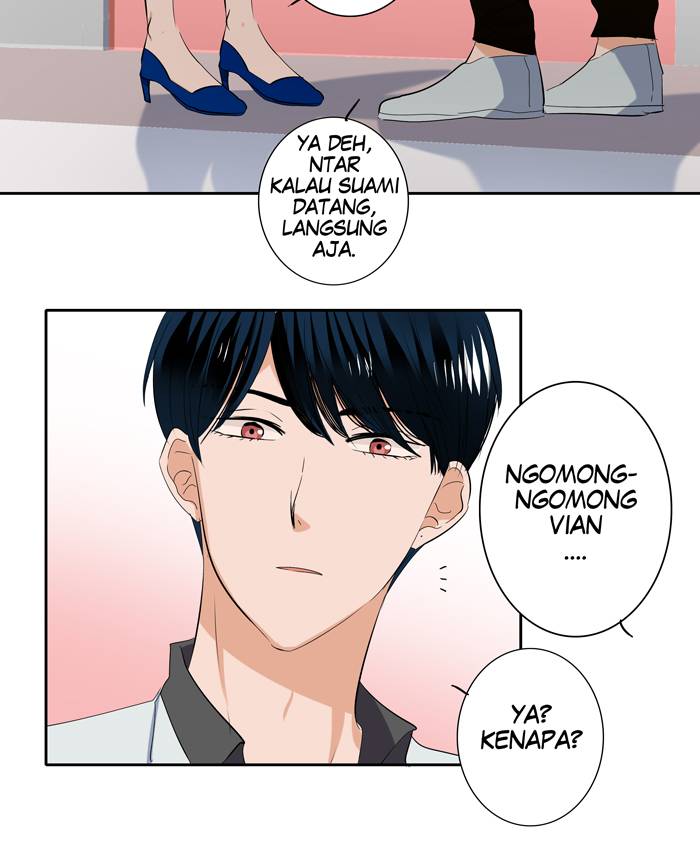 YA DEH,
NTAR
KALAU SUAMI
DATANG,
LANGSUNG
AJA.
NGOMONG-
NGOMONG
VIAN
....
YA?
KENAPA?